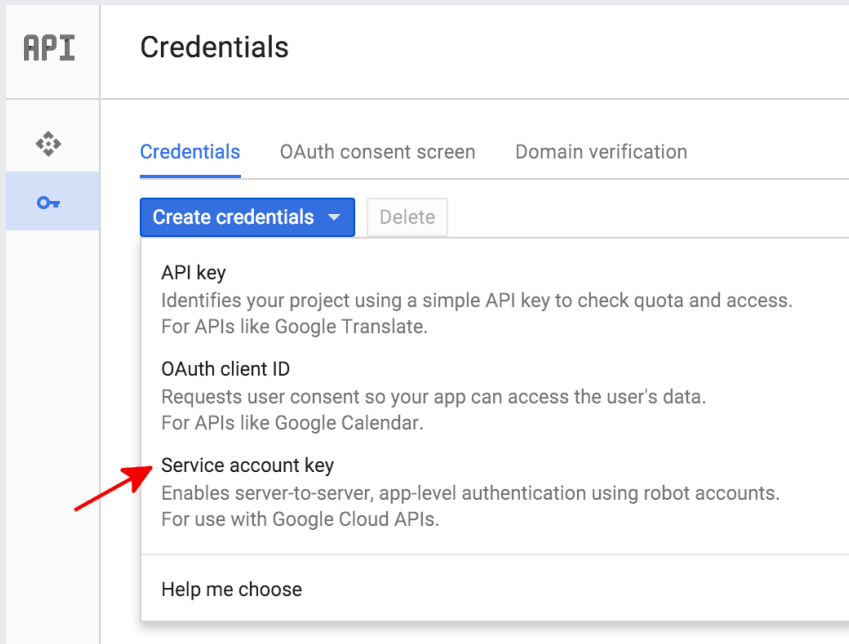 API
Credentials
Credentials
OAuth consent screen
Domain verification
Create credentials
Delete
API key
Identifies your project using a simple API key to check quota and access.
For APIs like Google Translate.
OAuth client ID
Requests user consent so your app can access the user's data.
For APIs like Google Calendar.
Service account key
Enables server-to-server, app-level authentication using robot accounts.
For use with Google Cloud APIs.
Help me choose